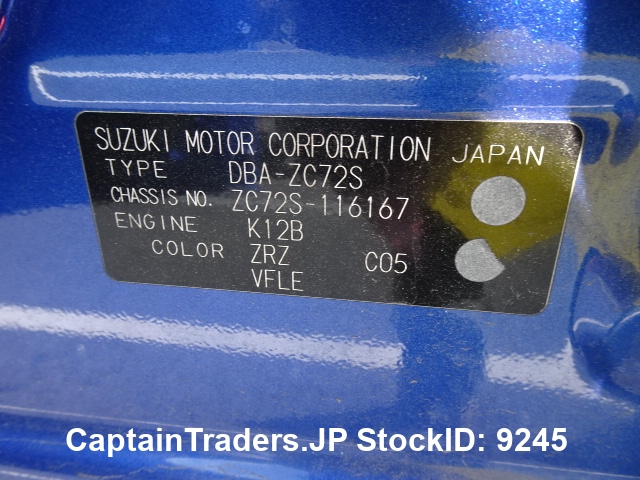 SUZUKI MOTOR CORPORATION JAPAN
TYPE DBA-ZC72S
CHASSIS NO. ZC72S-116167
ENGINE K12B
COLOR ZRZ C05
VFLE
CaptainTraders.JP StockID: 9245